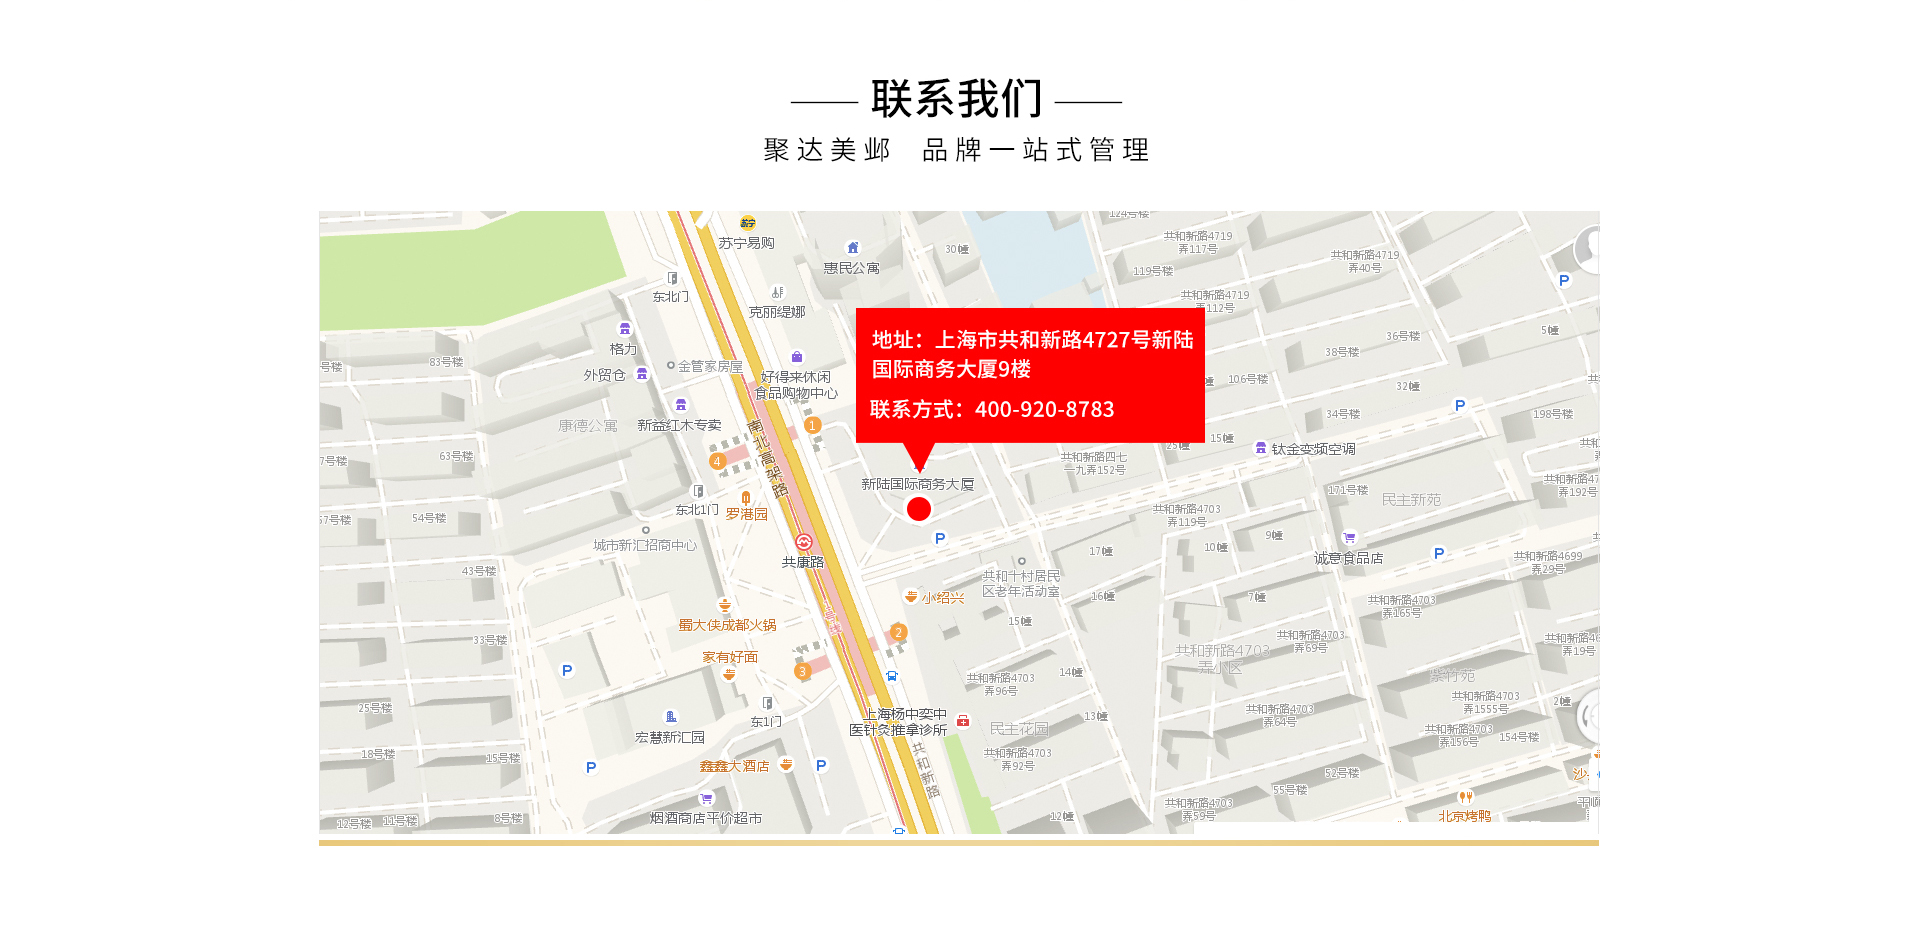 联系我们
聚达美邺 品牌一站式管理
124号楼
苏宁易购
共和新路4719
弄117号
30幢
共和新路4719
弄40号
惠民公寓
119号楼
东北门
共和新路4719
弄112号
克丽缇娜
地址：上海市共和新路4727号新陆
国际商务大厦9楼
联系方式：400-920-8783
5幢
36号楼
格力
38号楼
83号楼
号楼
金管家房屋
外贸仓
好得来休闲
食品购物中心
106号楼
32幢
34号楼
198号楼
康德公寓
新益红木专卖
南北高架路
1
15幢
25幢
钛金变频空调
63号楼
7号楼
4
共和新路四七
一九弄152号
新陆国际商务大厦
171号楼
民主新苑
共和新路47
弄192号
东北1门
罗港园
共和新路4703
弄119号
54号楼
57号楼
城市新汇招商中心
P
9幢
10幢
17幢
诚意食品店
共和新路4699
弄29号
共康路
43号楼
共和七村居民
区老年活动室
16幢
7幢
共和新路4703
弄165号
小绍兴
1号线
蜀大侠成都火锅
15幢
2
33号楼
共和新路4703
弄69号
共和新路46
弄19号
家有好面
共和新路4703
弄小区
3
14幢
共和新路4703
弄96号
紫竹苑
25号楼
东1门
上海杨中奕中
医针灸推拿诊所
13幢
共和新路4703
弄64号
共和新路4703
弄1555号
2幢
民主花园
共和新路4703
弄156号
154号楼
宏慧新汇园
18号楼
15号楼
鑫鑫大酒店
共和新路
共和新路4703
弄92号
52号楼
55号楼
烟酒商店平价超市
共和新路4703
弄59号
12幢
北京烤鸭
12号楼
11号楼
8号楼